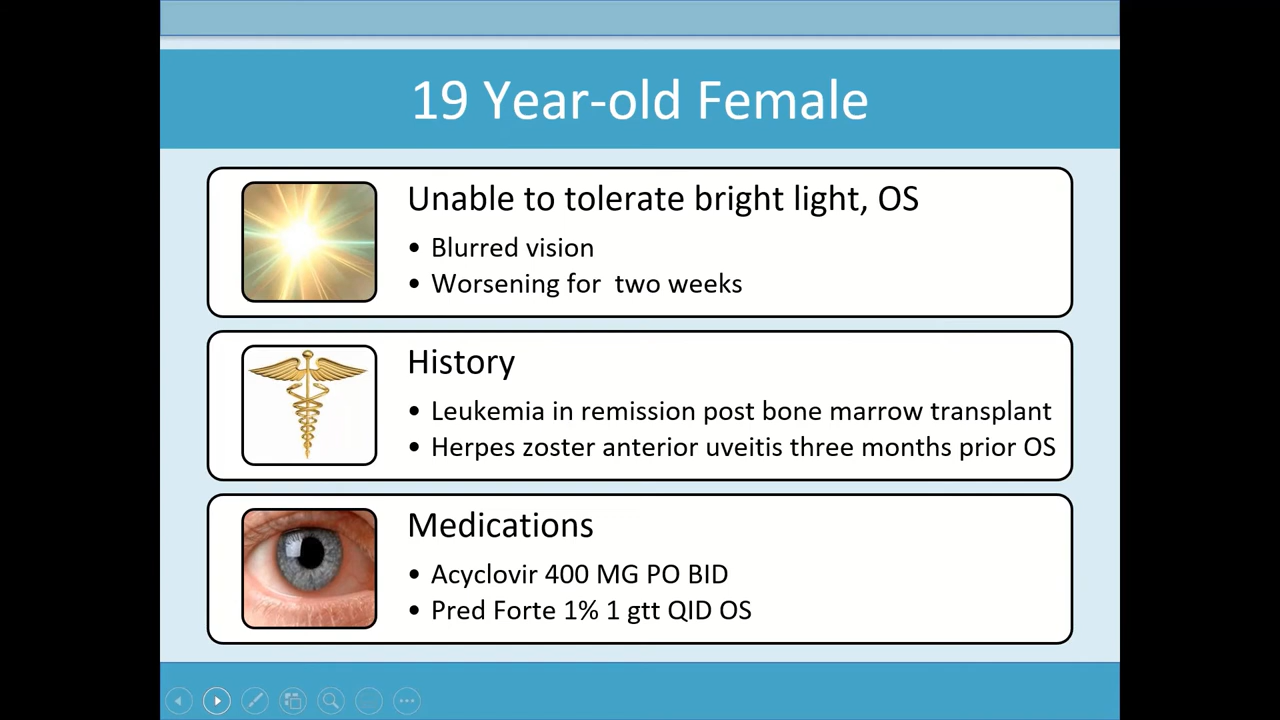 19 Year-old Female
Unable to tolerate bright light, OS
• Blurred vision
• Worsening for  two weeks
History
• Leukemia in remission post bone marrow transplant
• Herpes zoster anterior uveitis three months prior OS
Medications
• Acyclovir 400 MG PO BID
• Pred Forte 1% 1 gtt QID OS